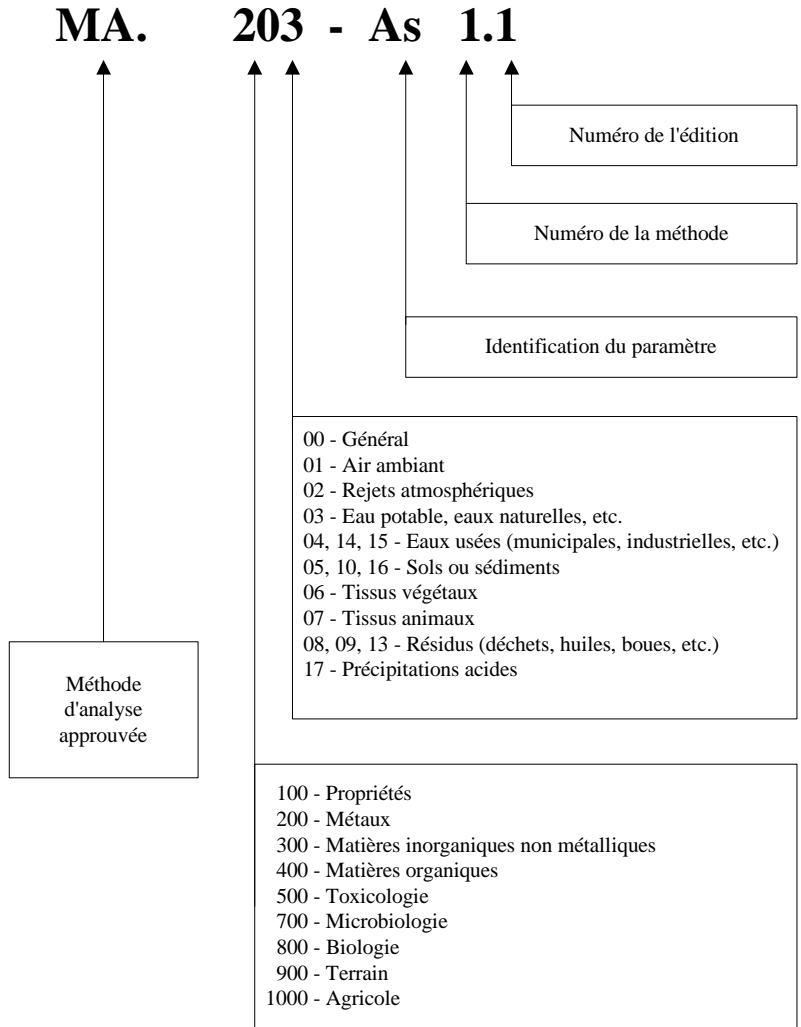 MA. 203 - As 1.1
Numéro de l'édition
Numéro de la méthode
Identification du paramètre
00 - Général
01 - Air ambiant
02 - Rejets atmosphériques
03 - Eau potable, eaux naturelles, etc.
04, 14, 15 - Eaux usées (municipales, industrielles, etc.)
05, 10, 16 - Sols ou sédiments
06 - Tissus végétaux
07 - Tissus animaux
08, 09, 13 - Résidus (déchets, huiles, boues, etc.)
17 - Précipitations acides
Méthode
d'analyse
approuvée
100 - Propriétés
200 - Métaux
300 - Matières inorganiques non métalliques
400 - Matières organiques
500 - Toxicologie
700 - Microbiologie
800 - Biologie
900 - Terrain
1000 - Agricole